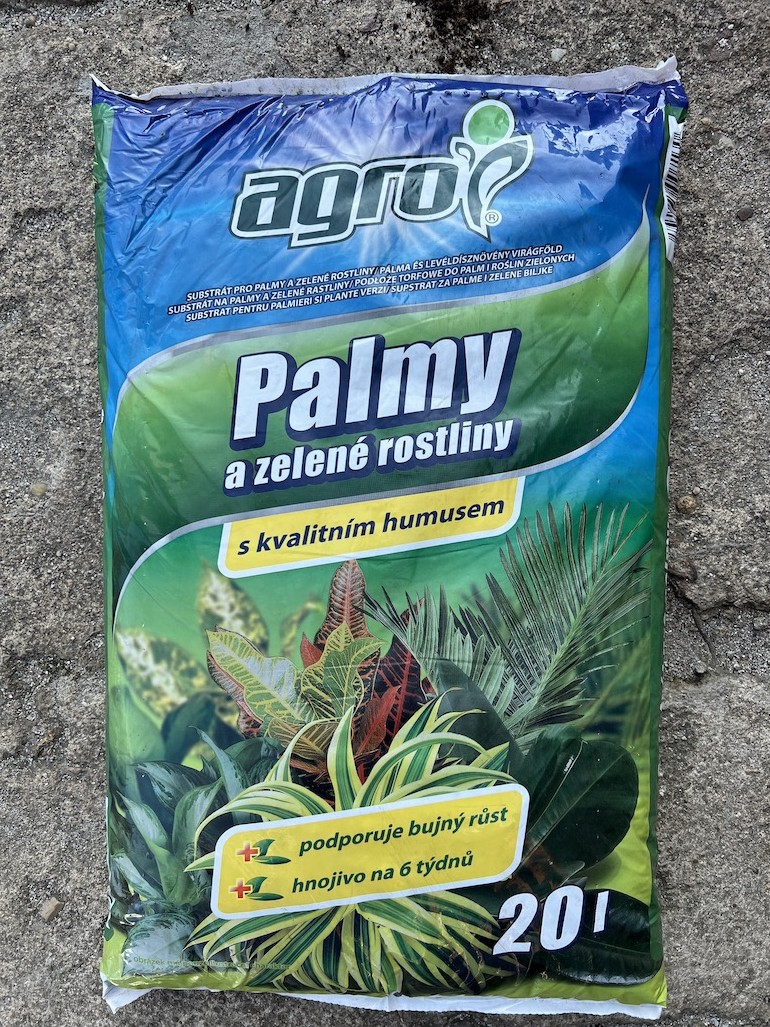 agro
®
SUBSTRÁT PRO PALMY A ZELENÉ ROSTLINY/ PÁLMA ÉS LEVÉLDÍSZNÖVÉNY VIRÁGFÖLD
SUBSTRÁT NA PALMY A ZELENÉ RASTLINY/ PODŁOŻE TORFOWE DO PALM I ROŚLIN ZIELONYCH
SUBSTRAT PENTRU PALMIERI SI PLANTE VERZI/ SUPSTRAT ZA PALME I ZELENE BILJKE
Palmy
a zelené rostliny
s kvalitním humusem
podporuje bujný růst
hnojivo na 6 týdnů
20 l
obrázek